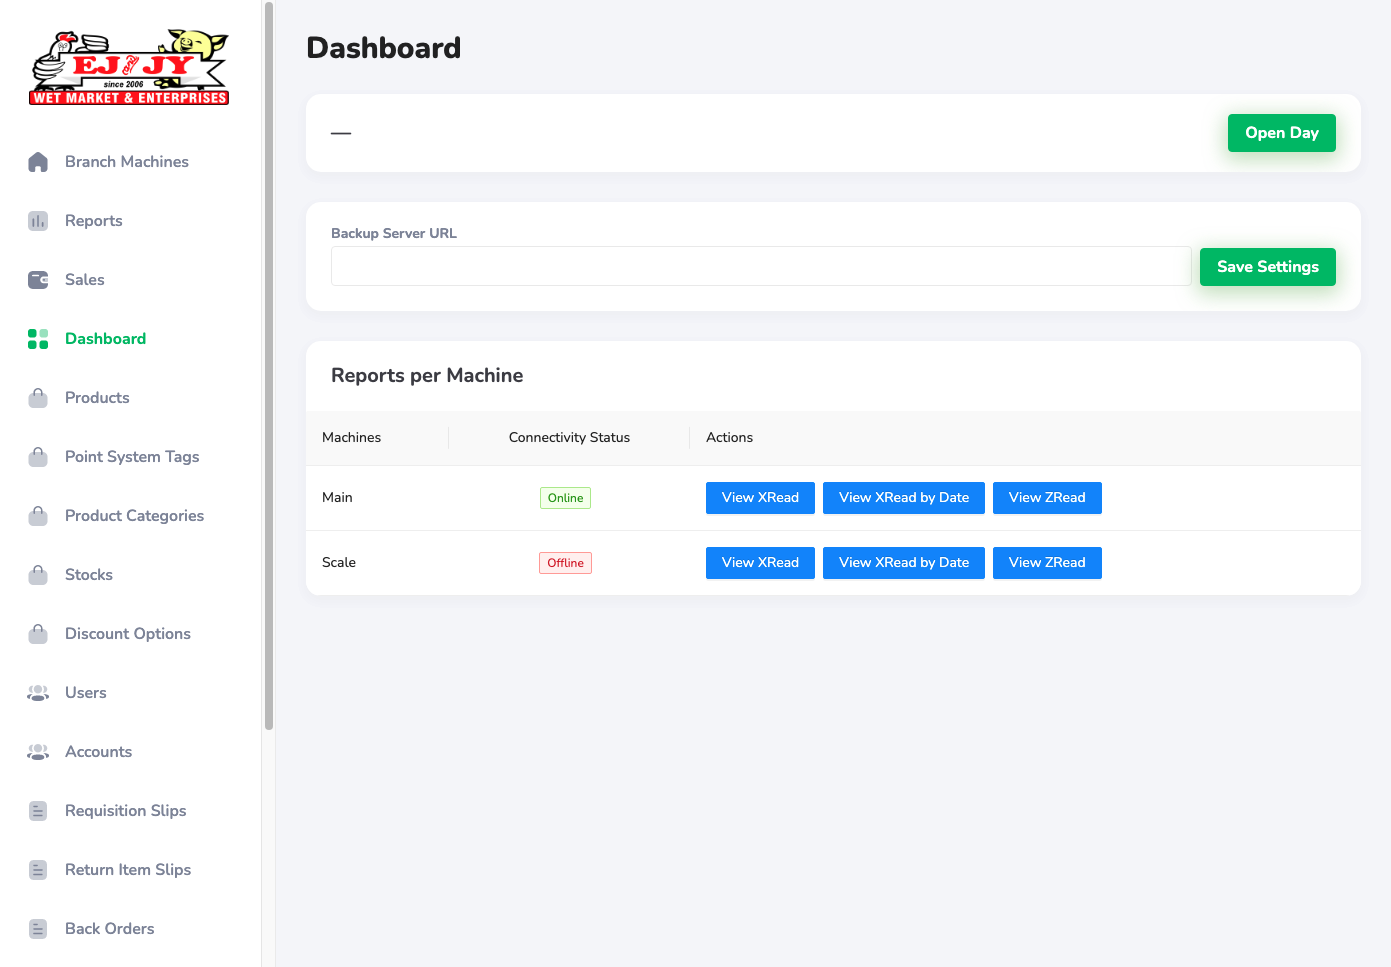 EJ and JY
since 2006
WET MARKET & ENTERPRISES
Branch Machines
Reports
Sales
Dashboard
Products
Point System Tags
Product Categories
Stocks
Discount Options
Users
Accounts
Requisition Slips
Return Item Slips
Back Orders
Dashboard
—
Open Day
Backup Server URL
Save Settings
Reports per Machine
Machines Connectivity Status Actions
Main Online View XRead View XRead by Date View ZRead
Scale Offline View XRead View XRead by Date View ZRead